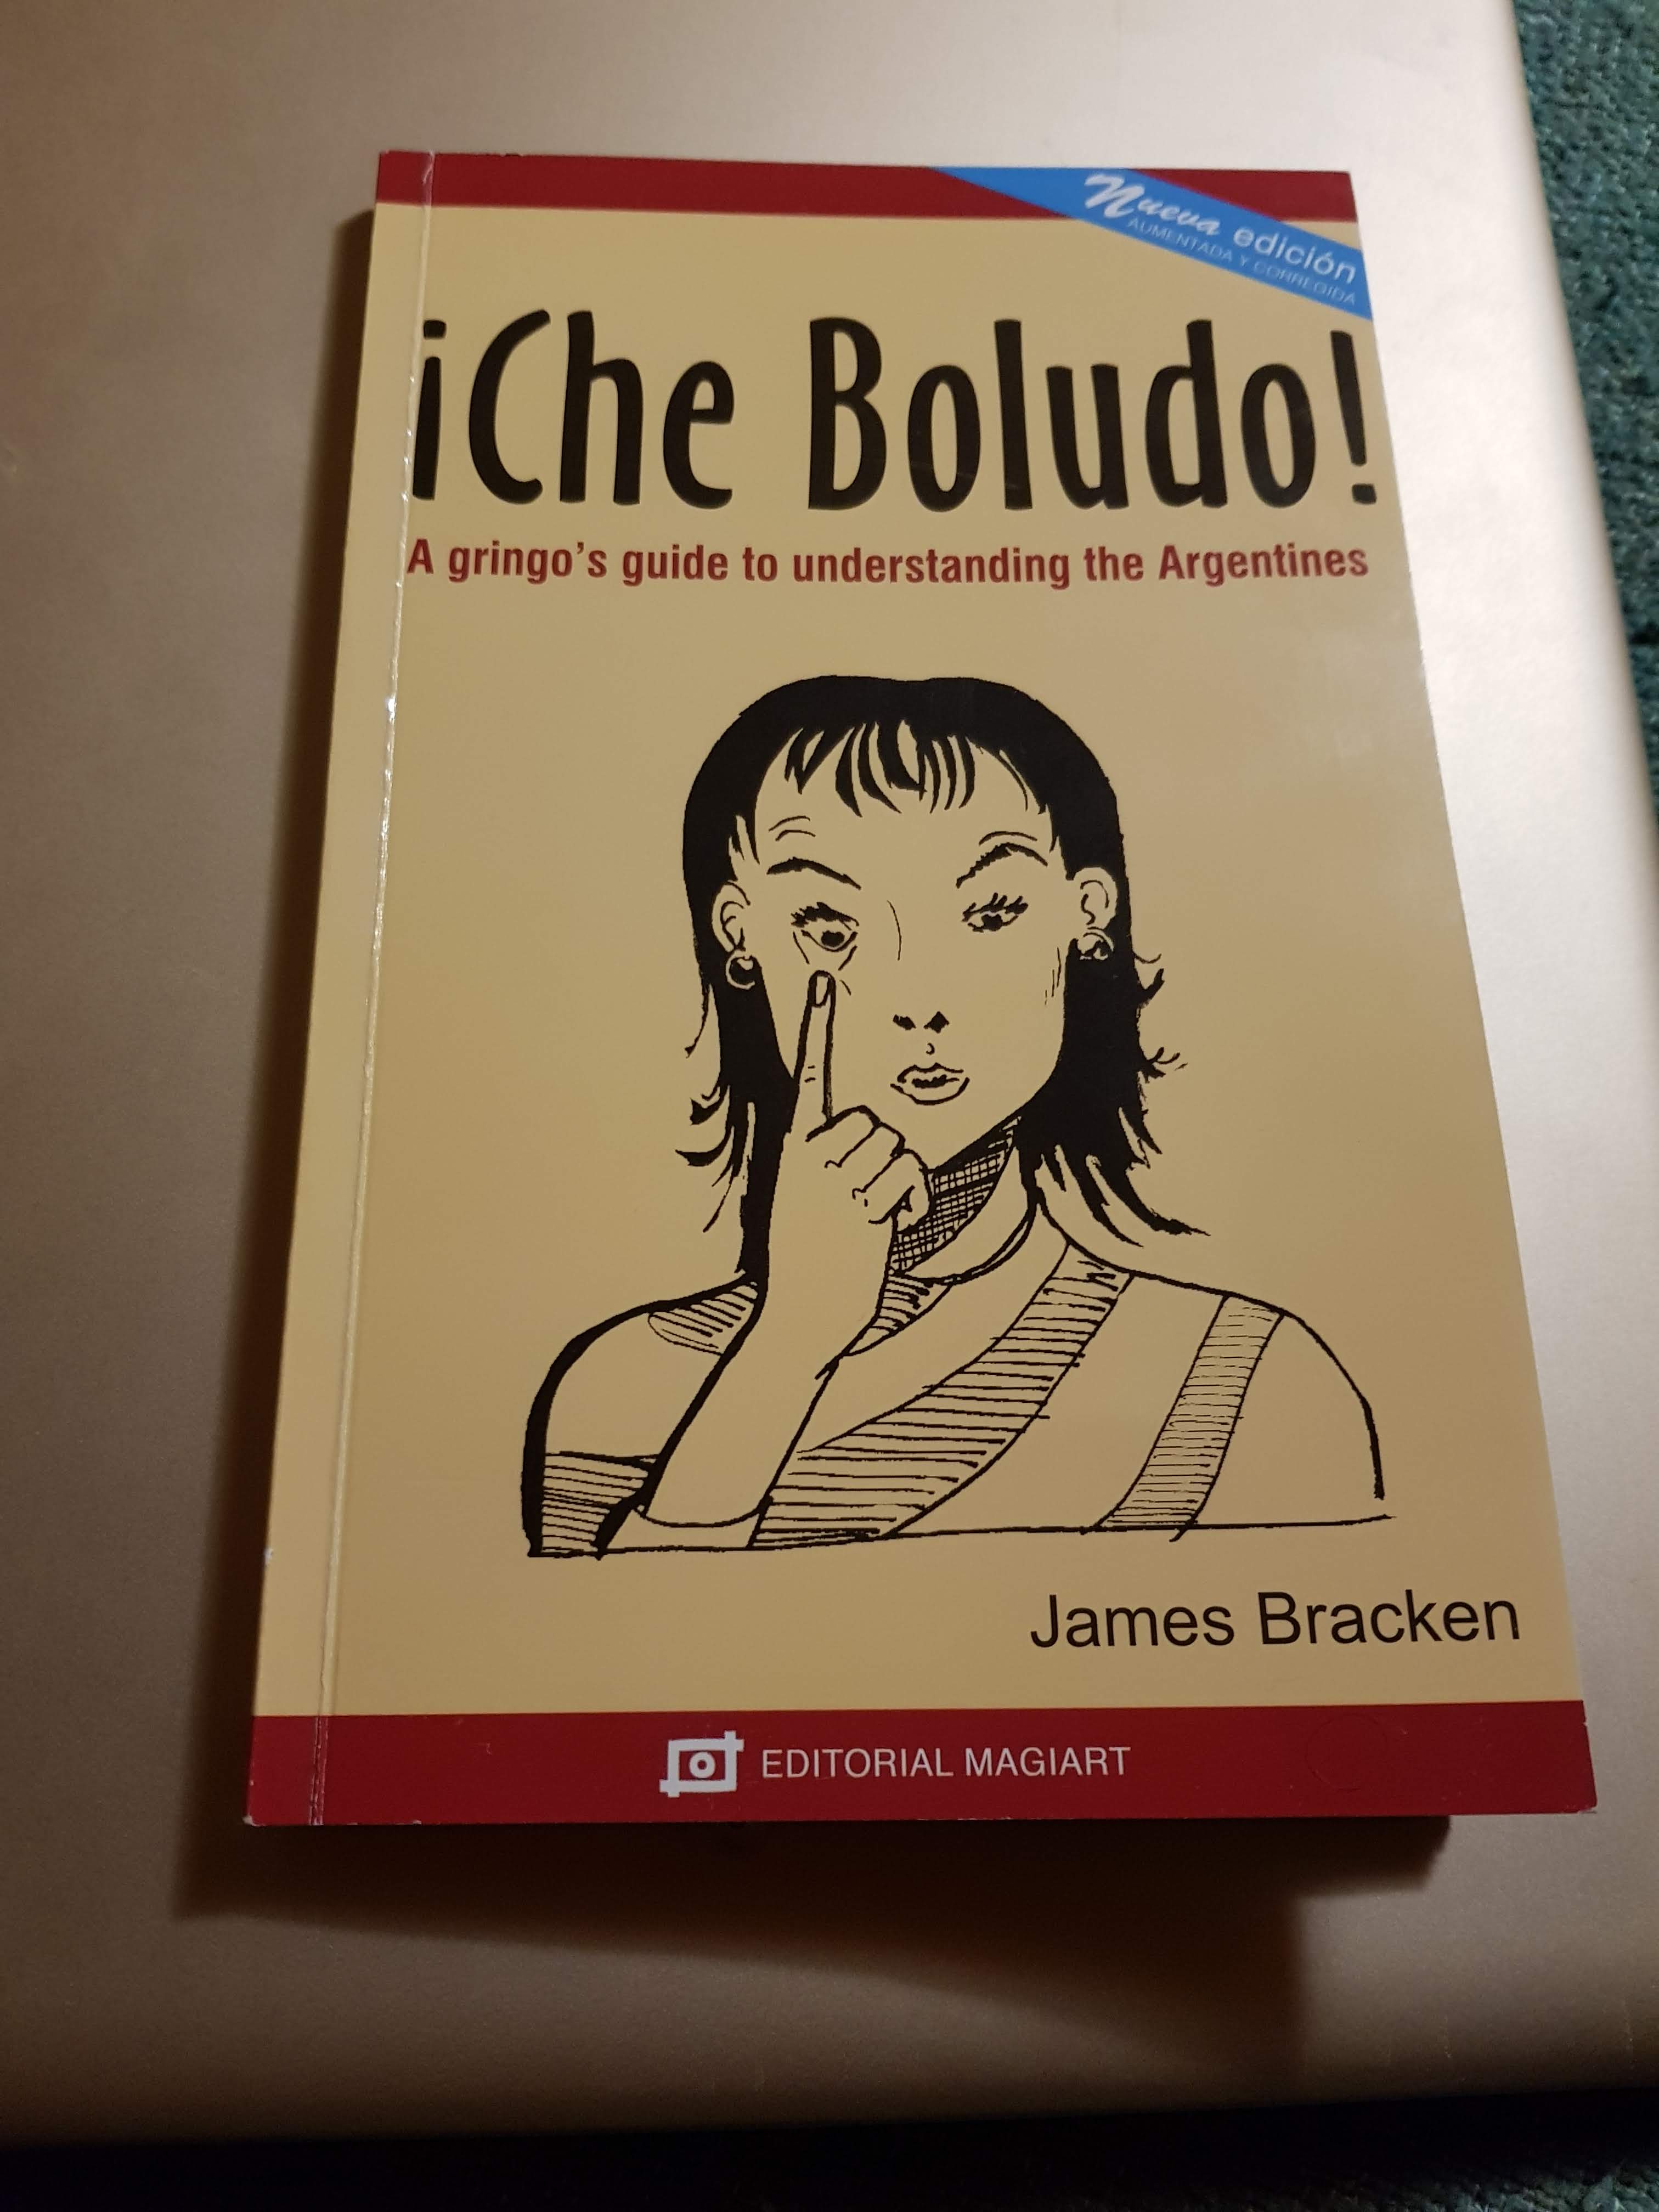 Nueva edición
AUMENTADA Y CORREGIDA
¡Che Boludo!
A gringo's guide to understanding the Argentines
James Bracken
EDITORIAL MAGIART